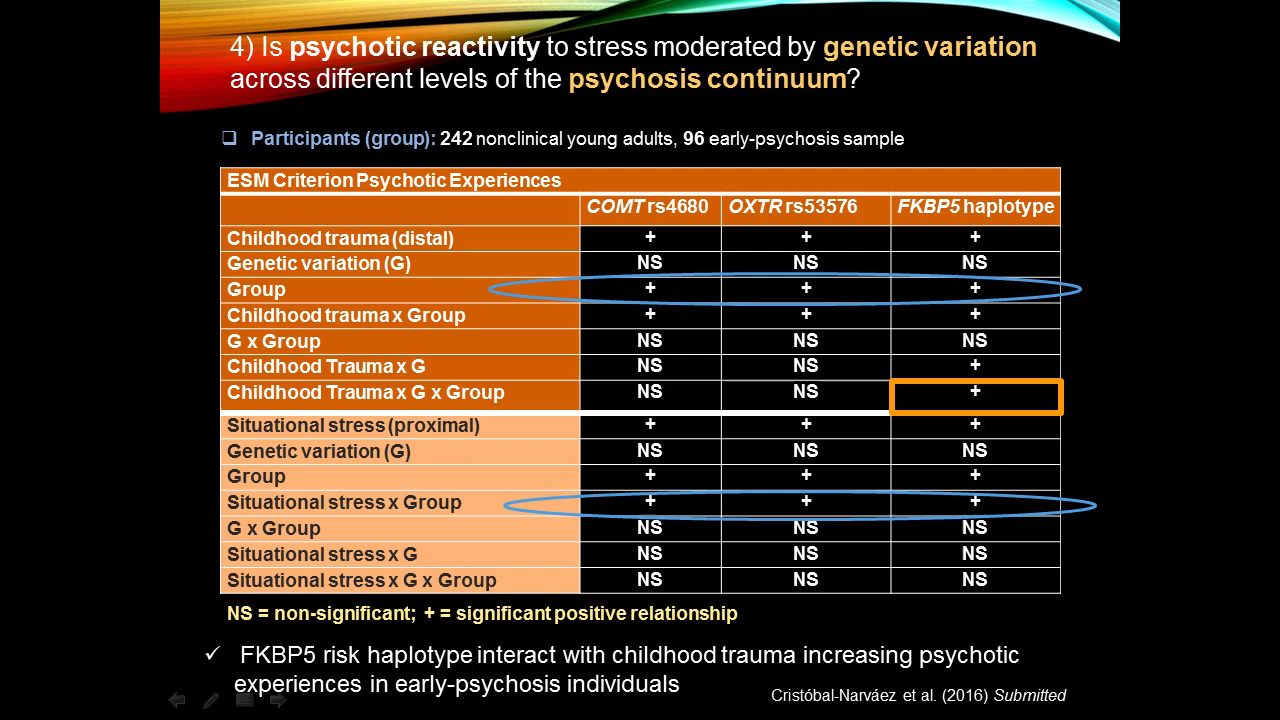 4) Is psychotic reactivity to stress moderated by genetic variation
across different levels of the psychosis continuum?
Participants (group): 242 nonclinical young adults, 96 early-psychosis sample
ESM Criterion Psychotic Experiences
COMT rs4680 OXTR rs53576 FKBP5 haplotype
Childhood trauma (distal) + + +
Genetic variation (G) NS NS NS
Group + + +
Childhood trauma x Group + + +
G x Group NS NS NS
Childhood Trauma x G NS NS +
Childhood Trauma x G x Group NS NS +
Situational stress (proximal) + + +
Genetic variation (G) NS NS NS
Group + + +
Situational stress x Group + + +
G x Group NS NS NS
Situational stress x G NS NS NS
Situational stress x G x Group NS NS NS
NS = non-significant; + = significant positive relationship
✓ FKBP5 risk haplotype interact with childhood trauma increasing psychotic
experiences in early-psychosis individuals
Cristóbal-Narváez et al. (2016) Submitted